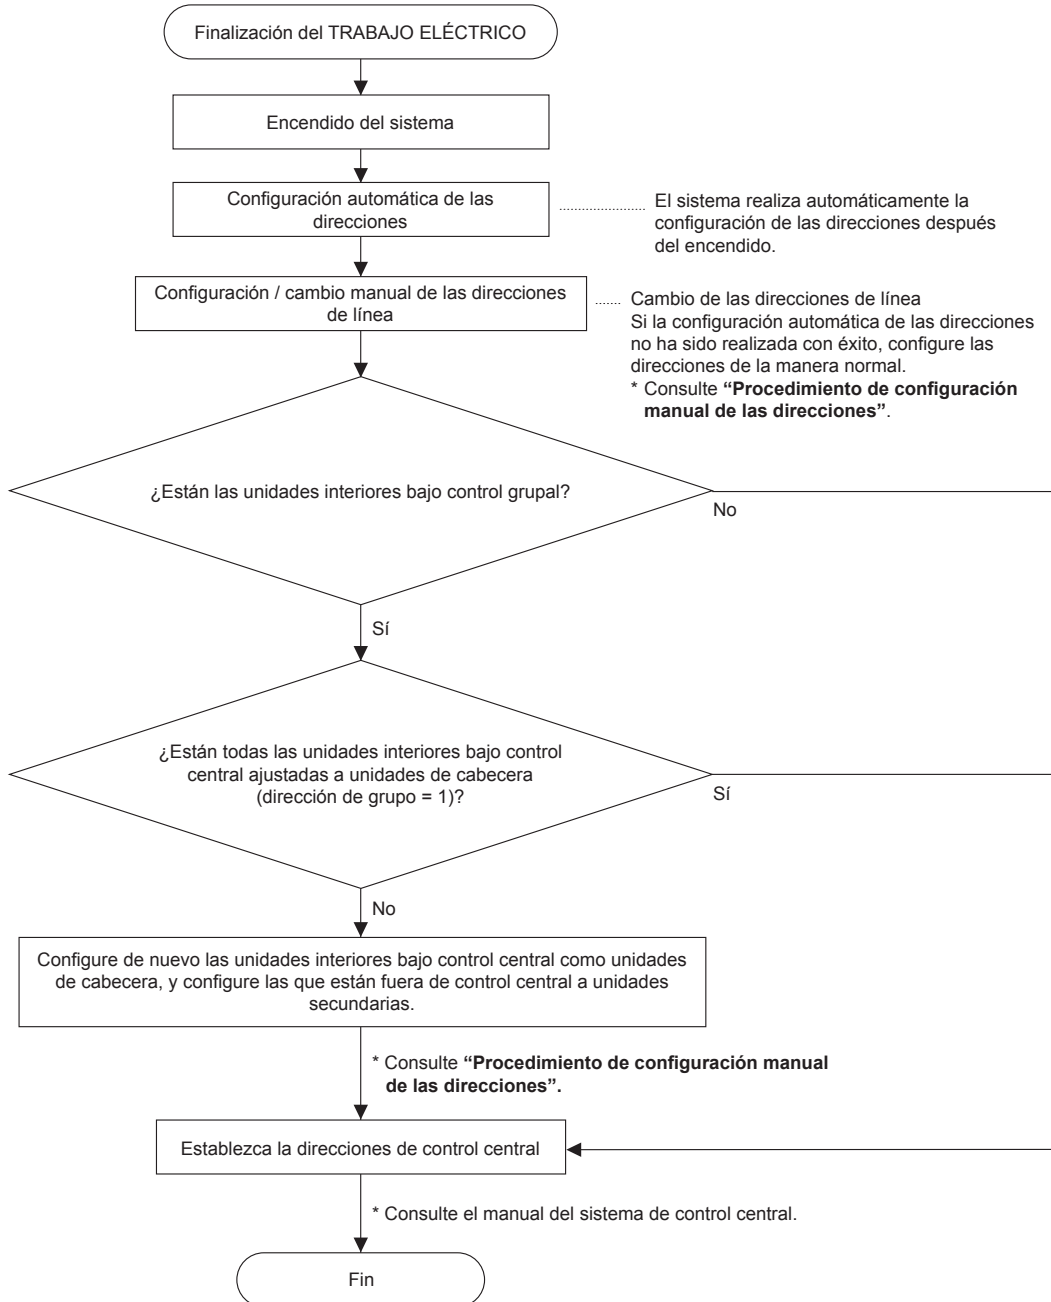 Finalización del TRABAJO ELÉCTRICO
Encendido del sistema
Configuración automática de las
direcciones
El sistema realiza automáticamente la
configuración de las direcciones después
del encendido.
Configuración / cambio manual de las direcciones
de línea
Cambio de las direcciones de línea
Si la configuración automática de las direcciones
no ha sido realizada con éxito, configure las
direcciones de la manera normal.
* Consulte “Procedimiento de configuración
manual de las direcciones”.
¿Están las unidades interiores bajo control grupal?
No
Sí
¿Están todas las unidades interiores bajo control
central ajustadas a unidades de cabecera
(dirección de grupo = 1)?
Sí
No
Configure de nuevo las unidades interiores bajo control central como unidades
de cabecera, y configure las que están fuera de control central a unidades
secundarias.
* Consulte “Procedimiento de configuración manual
de las direcciones”.
Establezca la direcciones de control central
* Consulte el manual del sistema de control central.
Fin